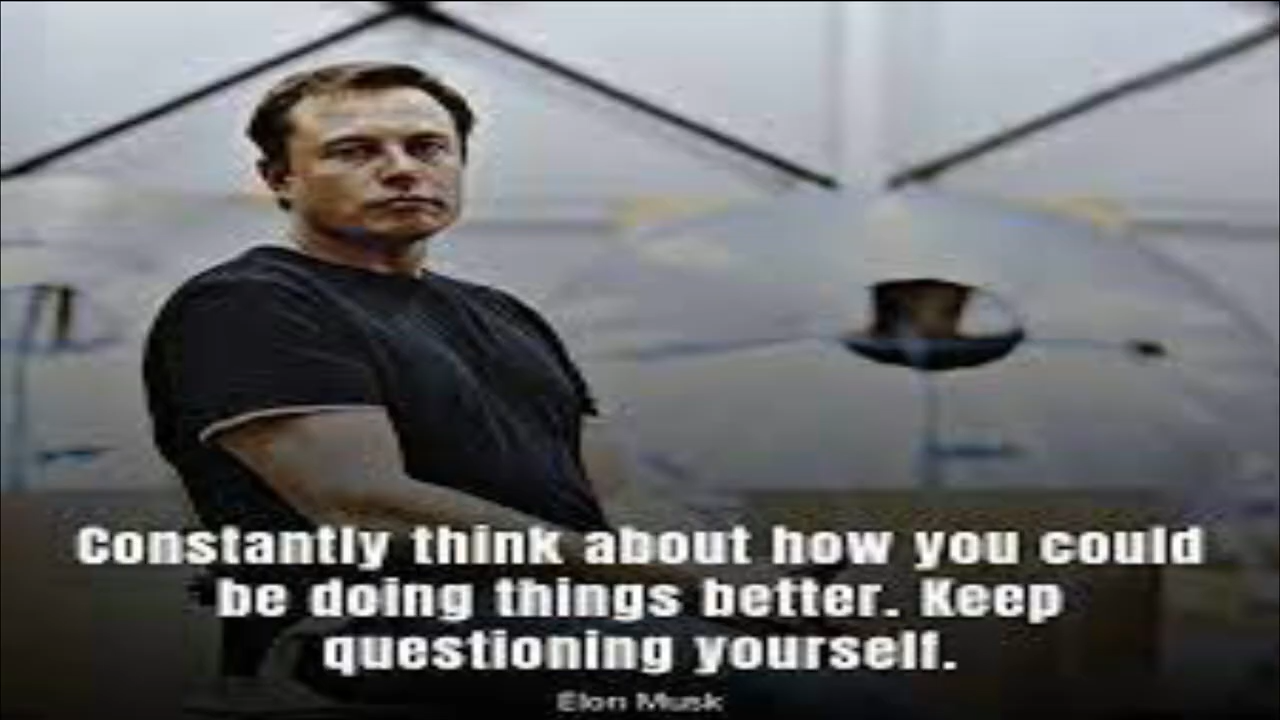 Constantly think about how you could
be doing things better. Keep
questioning yourself.
Elon Musk